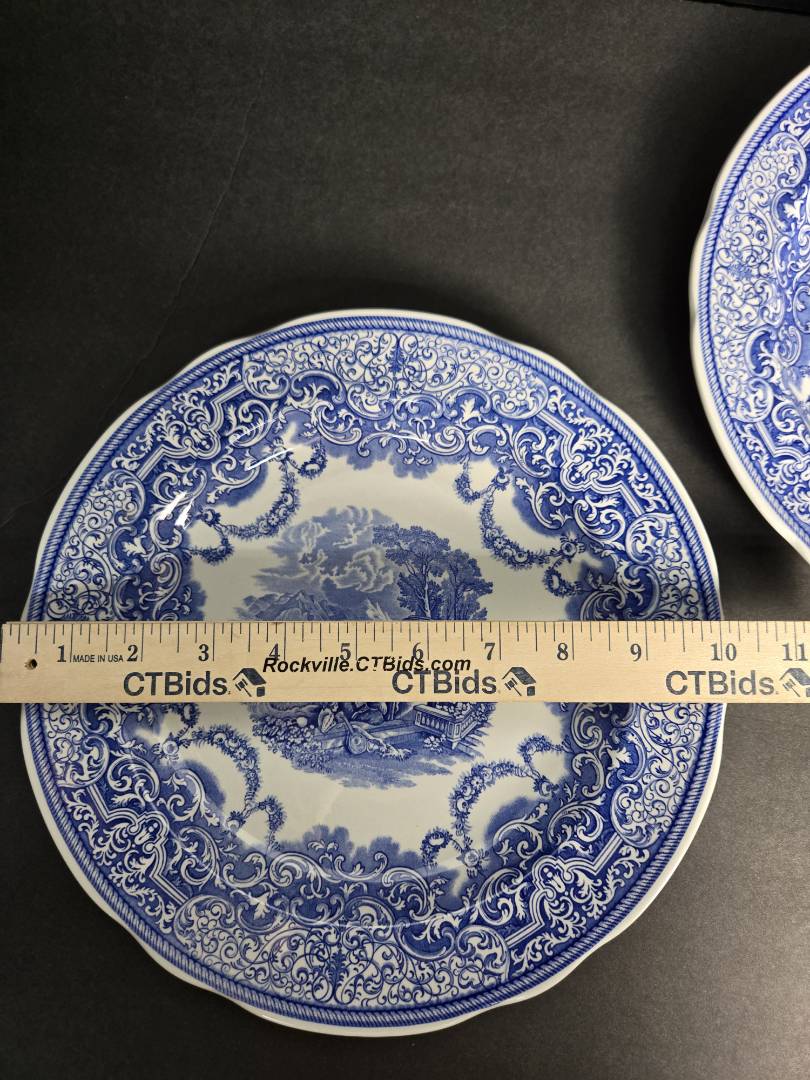 1 MADE IN USA 2 3 4 5 6 7 8 9 10 11
Rockville.CTBids.com
CTBids CTBids CTBids